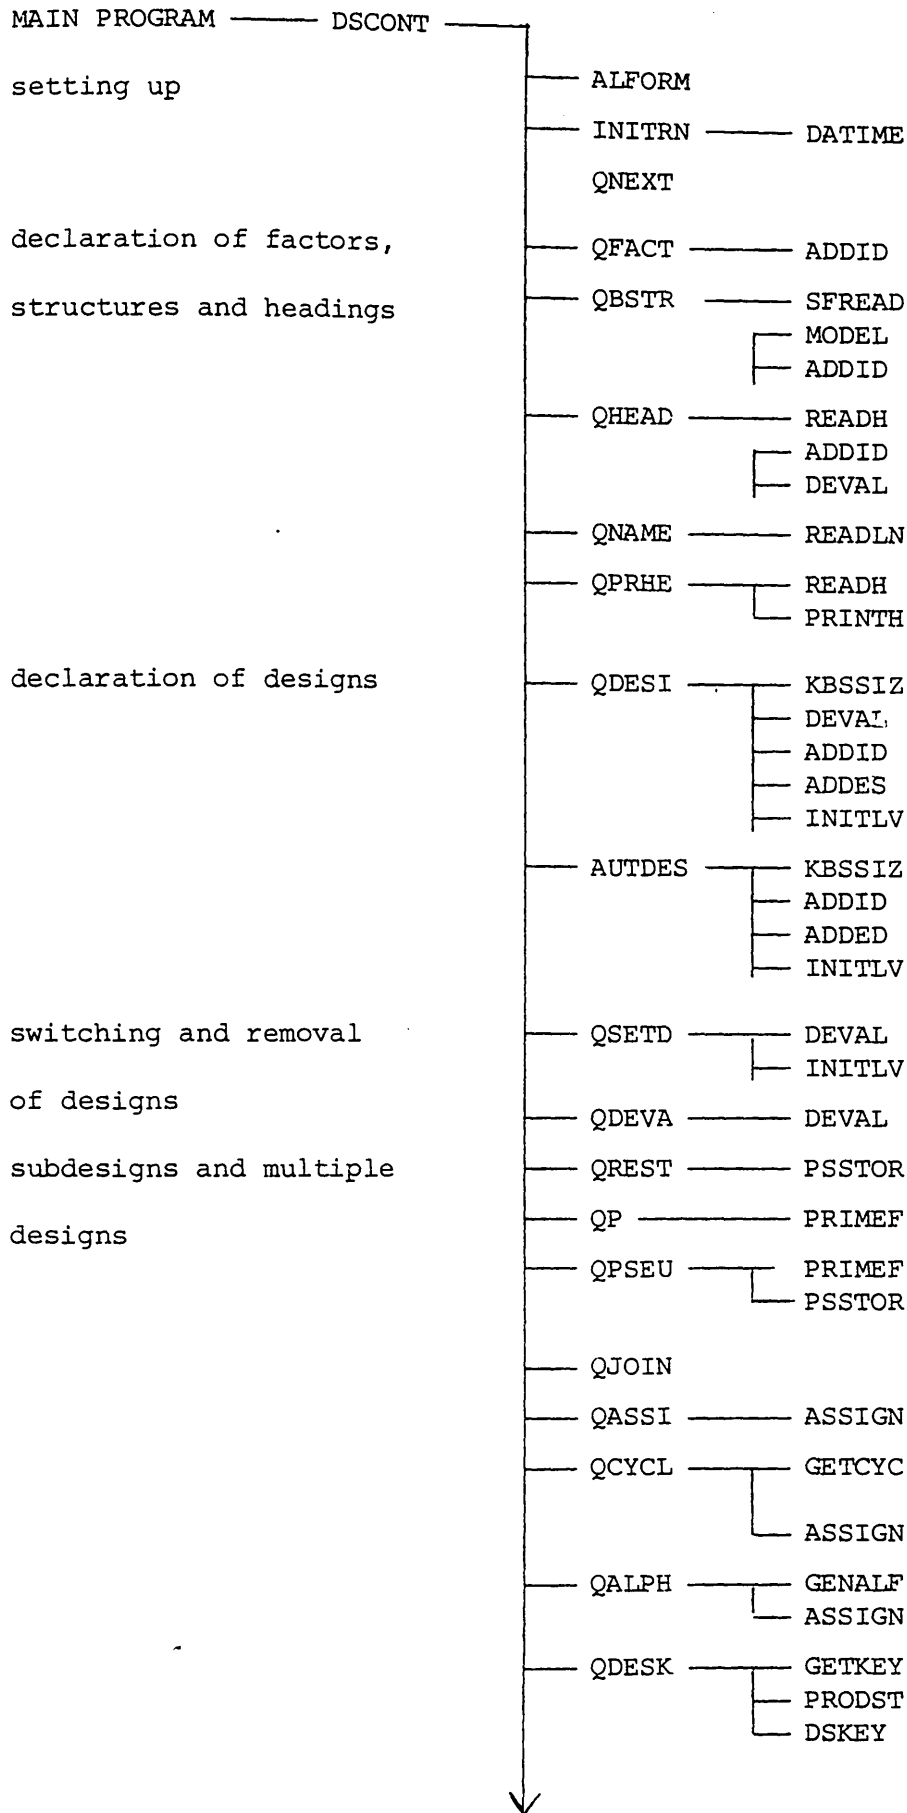 MAIN PROGRAM DSCONT
setting up
ALFORM
INITRN DATIME
QNEXT
declaration of factors,
QFACT ADDID
structures and headings
QBSTR SFREAD
MODEL
ADDID
QHEAD READH
ADDID
DEVAL
QNAME READLN
QPRHE READH
PRINTH
declaration of designs
QDESI KBSSIZ
DEVAL
ADDID
ADDES
INITLV
AUTDES KBSSIZ
ADDID
ADDED
INITLV
switching and removal
QSETD DEVAL
INITLV
of designs
QDEVA DEVAL
subdesigns and multiple
QREST PSSTOR
designs
QP PRIMEF
QPSEU PRIMEF
PSSTOR
QJOIN
QASSI ASSIGN
QCYCL GETCYC
ASSIGN
QALPH GENALF
ASSIGN
QDESK GETKEY
PRODST
DSKEY